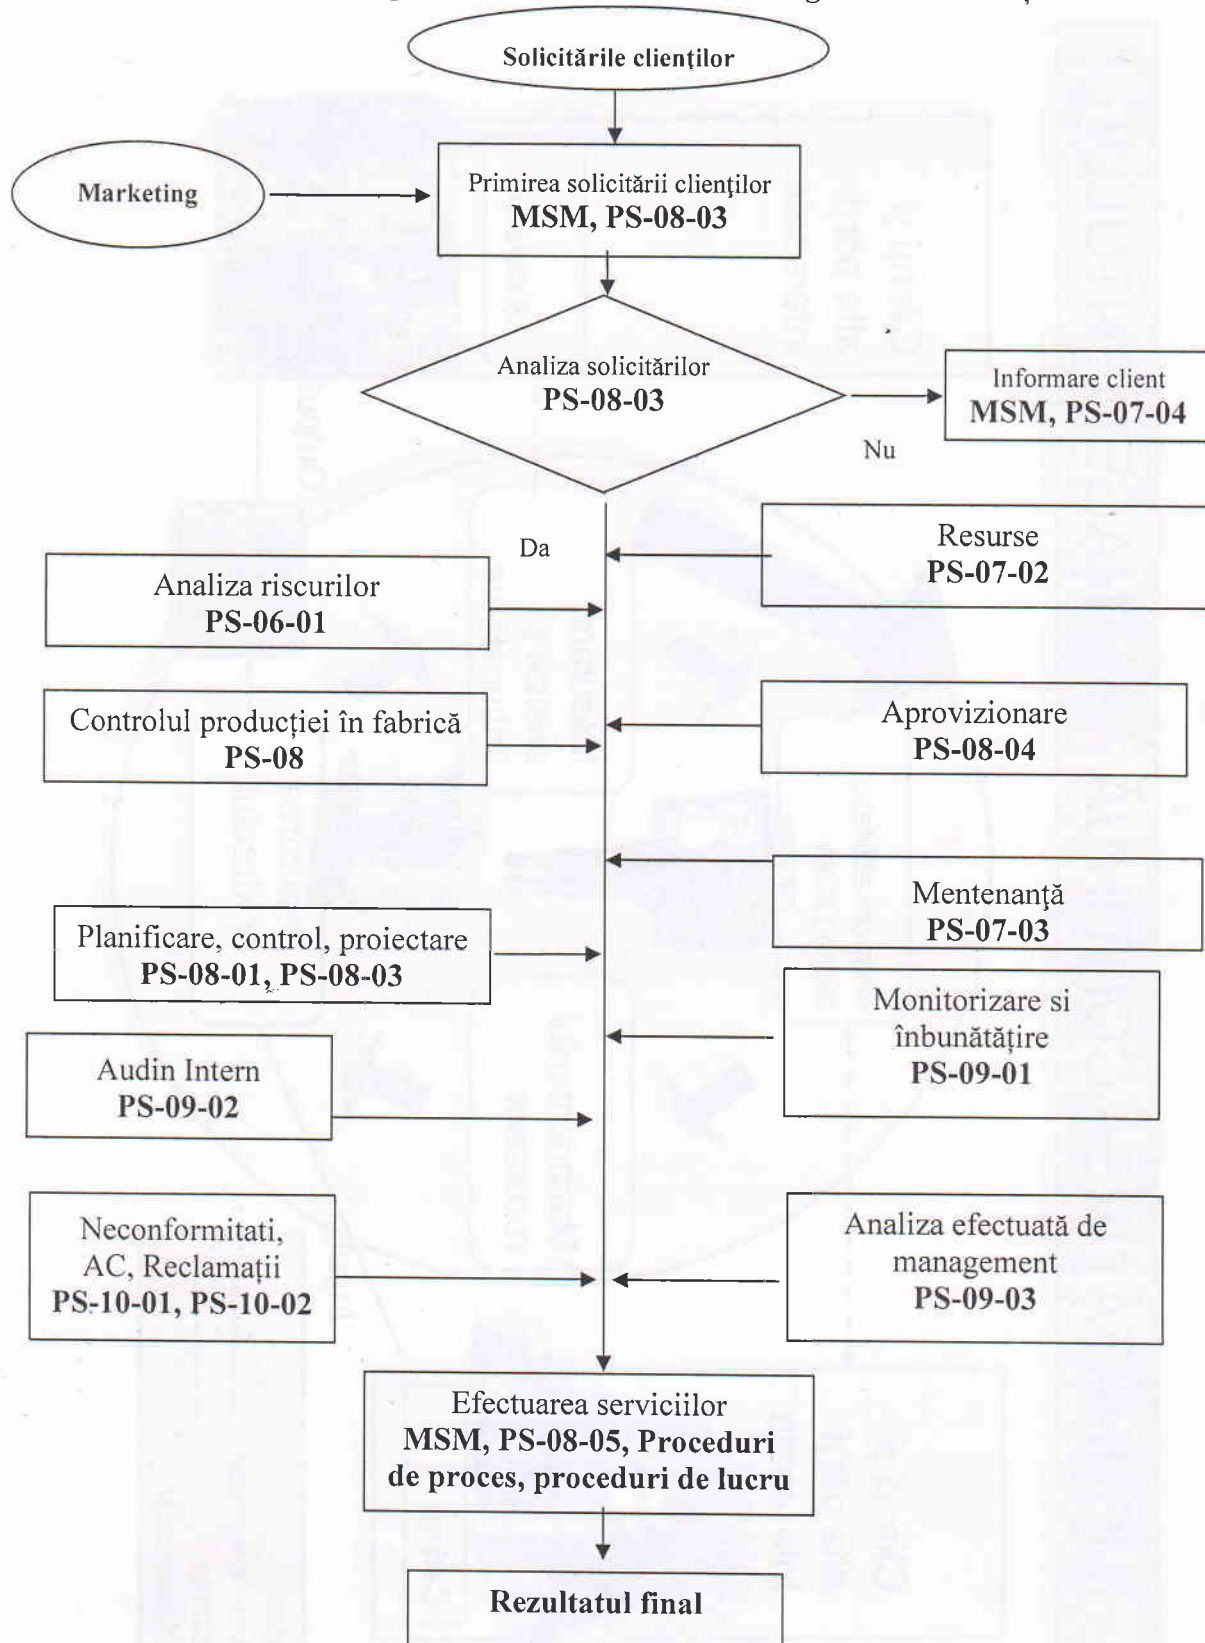 Solicitările clienţilor
Marketing
Primirea solicitării clienţilor
MSM, PS-08-03
Analiza solicitărilor
PS-08-03
Informare client
MSM, PS-07-04
Nu
Da
Resurse
PS-07-02
Analiza riscurilor
PS-06-01
Controlul producției în fabrică
PS-08
Aprovizionare
PS-08-04
Mentenanţă
PS-07-03
Planificare, control, proiectare
PS-08-01, PS-08-03
Monitorizare si
înbunătățire
PS-09-01
Audin Intern
PS-09-02
Neconformitati,
AC, Reclamații
PS-10-01, PS-10-02
Analiza efectuată de
management
PS-09-03
Efectuarea serviciilor
MSM, PS-08-05, Proceduri
de proces, proceduri de lucru
Rezultatul final